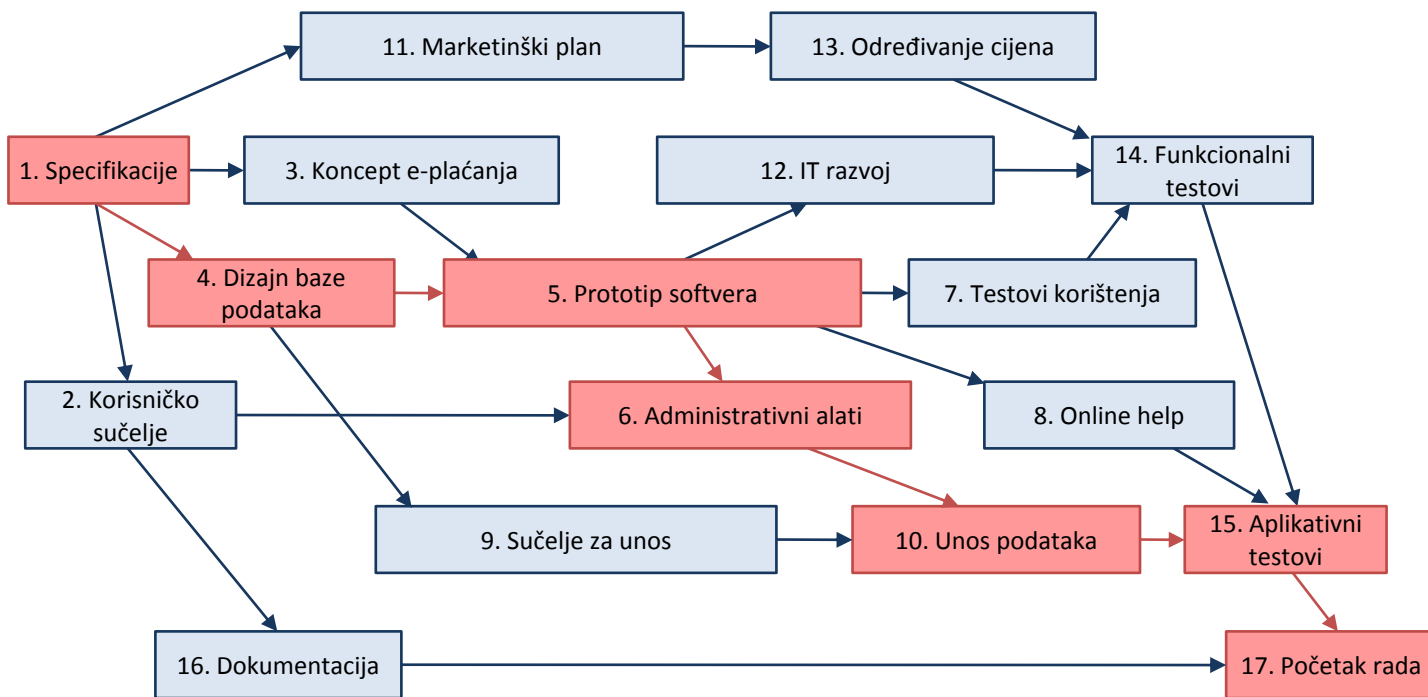 11. Marketinški plan
13. Određivanje cijena
1. Specifikacije
3. Koncept e-plaćanja
12. IT razvoj
14. Funkcionalni
testovi
4. Dizajn baze
podataka
5. Prototip softvera
7. Testovi korištenja
2. Korisničko
sučelje
6. Administrativni alati
8. Online help
9. Sučelje za unos
10. Unos podataka
15. Aplikativni
testovi
16. Dokumentacija
17. Početak rada